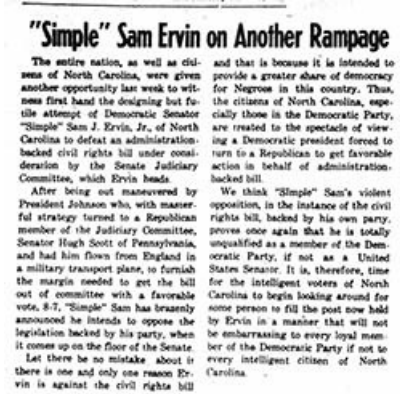 "Simple" Sam Ervin on Another Rampage
The entire nation, as well as citi-
zens of North Carolina, were given
another opportunity last week to wit-
ness first hand the designing but fu-
tile attempt of Democratic Senator
"Simple" Sam J. Ervin, Jr., of North
Carolina to defeat an administration-
backed civil rights bill under consi-
deration by the Senate Judiciary
Committee, which Ervin heads.
After being out maneuvered by
President Johnson who, with master-
ful strategy turned to a Republican
member of the Judiciary Committee,
Senator Hugh Scott of Pennsylvania,
and had him flown from England in
a military transport plane, to furnish
the margin needed to get the bill
out of committee with a favorable
vote, 8-7, "Simple" Sam has brazenly
announced he intends to oppose the
legislation backed by his party, when
it comes up on the floor of the Senate.
Let there be no mistake about it
there is one and only one reason Er-
vin is against the civil rights bill
and that is because it is intended to
provide a greater share of democracy
for Negroes in this country. Thus,
the citizens of North Carolina, espe-
cially those in the Democratic Party,
are treated to the spectacle of view-
ing a Democratic president forced to
turn to a Republican to get favorable
action in behalf of administration-
backed bill.
We think "SImple" Sam's violent
opposition, in the instance of the civil
rights bill, backed by his own party,
proves once again that he is totally
unqualified as a member of the Dem-
ocratic Party, if not as a United
States Senator. It is, therefore, time
for the intelligent voters of North
Carolina to begin looking around for
some person to fill the post now held
by Ervin in a manner that will not
be embarrassing to every loyal mem-
ber of the Democratic Party if not to
every intelligent citizen of North
Carolina.